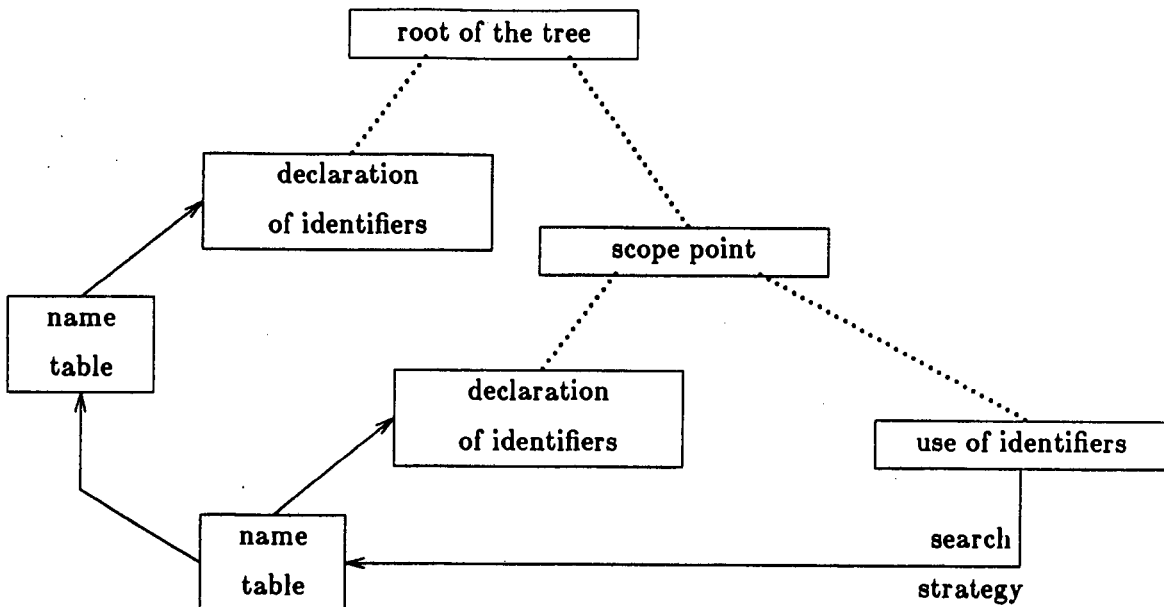 root of the tree
declaration
of identifiers
scope point
name
table
declaration
of identifiers
use of identifiers
name
table
search
strategy